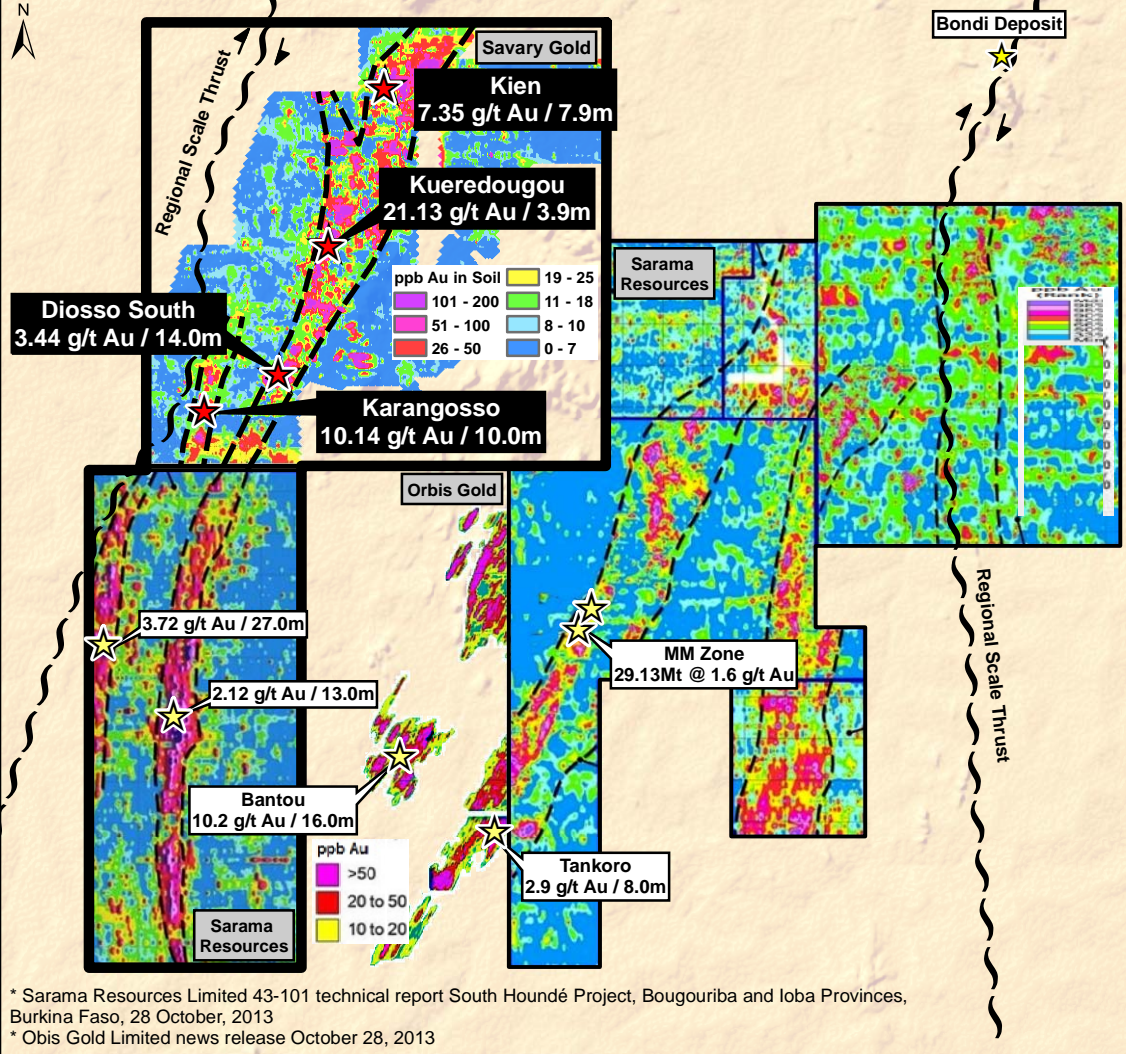 N
Savary Gold
Bondi Deposit
Regional Scale Thrust
Kien
7.35 g/t Au / 7.9m
Kueredougou
21.13 g/t Au / 3.9m
ppb Au in Soil
101 - 200
51 - 100
26 - 50
19 - 25
11 - 18
8 - 10
0 - 7
Sarama
Resources
ppb Au
(Rank)
Diosso South
3.44 g/t Au / 14.0m
Karangosso
10.14 g/t Au / 10.0m
Orbis Gold
3.72 g/t Au / 27.0m
2.12 g/t Au / 13.0m
MM Zone
29.13Mt @ 1.6 g/t Au
Regional Scale Thrust
Bantou
10.2 g/t Au / 16.0m
ppb Au
>50
20 to 50
10 to 20
Tankoro
2.9 g/t Au / 8.0m
Sarama
Resources
* Sarama Resources Limited 43-101 technical report South Houndé Project, Bougouriba and Ioba Provinces,
Burkina Faso, 28 October, 2013
* Obis Gold Limited news release October 28, 2013